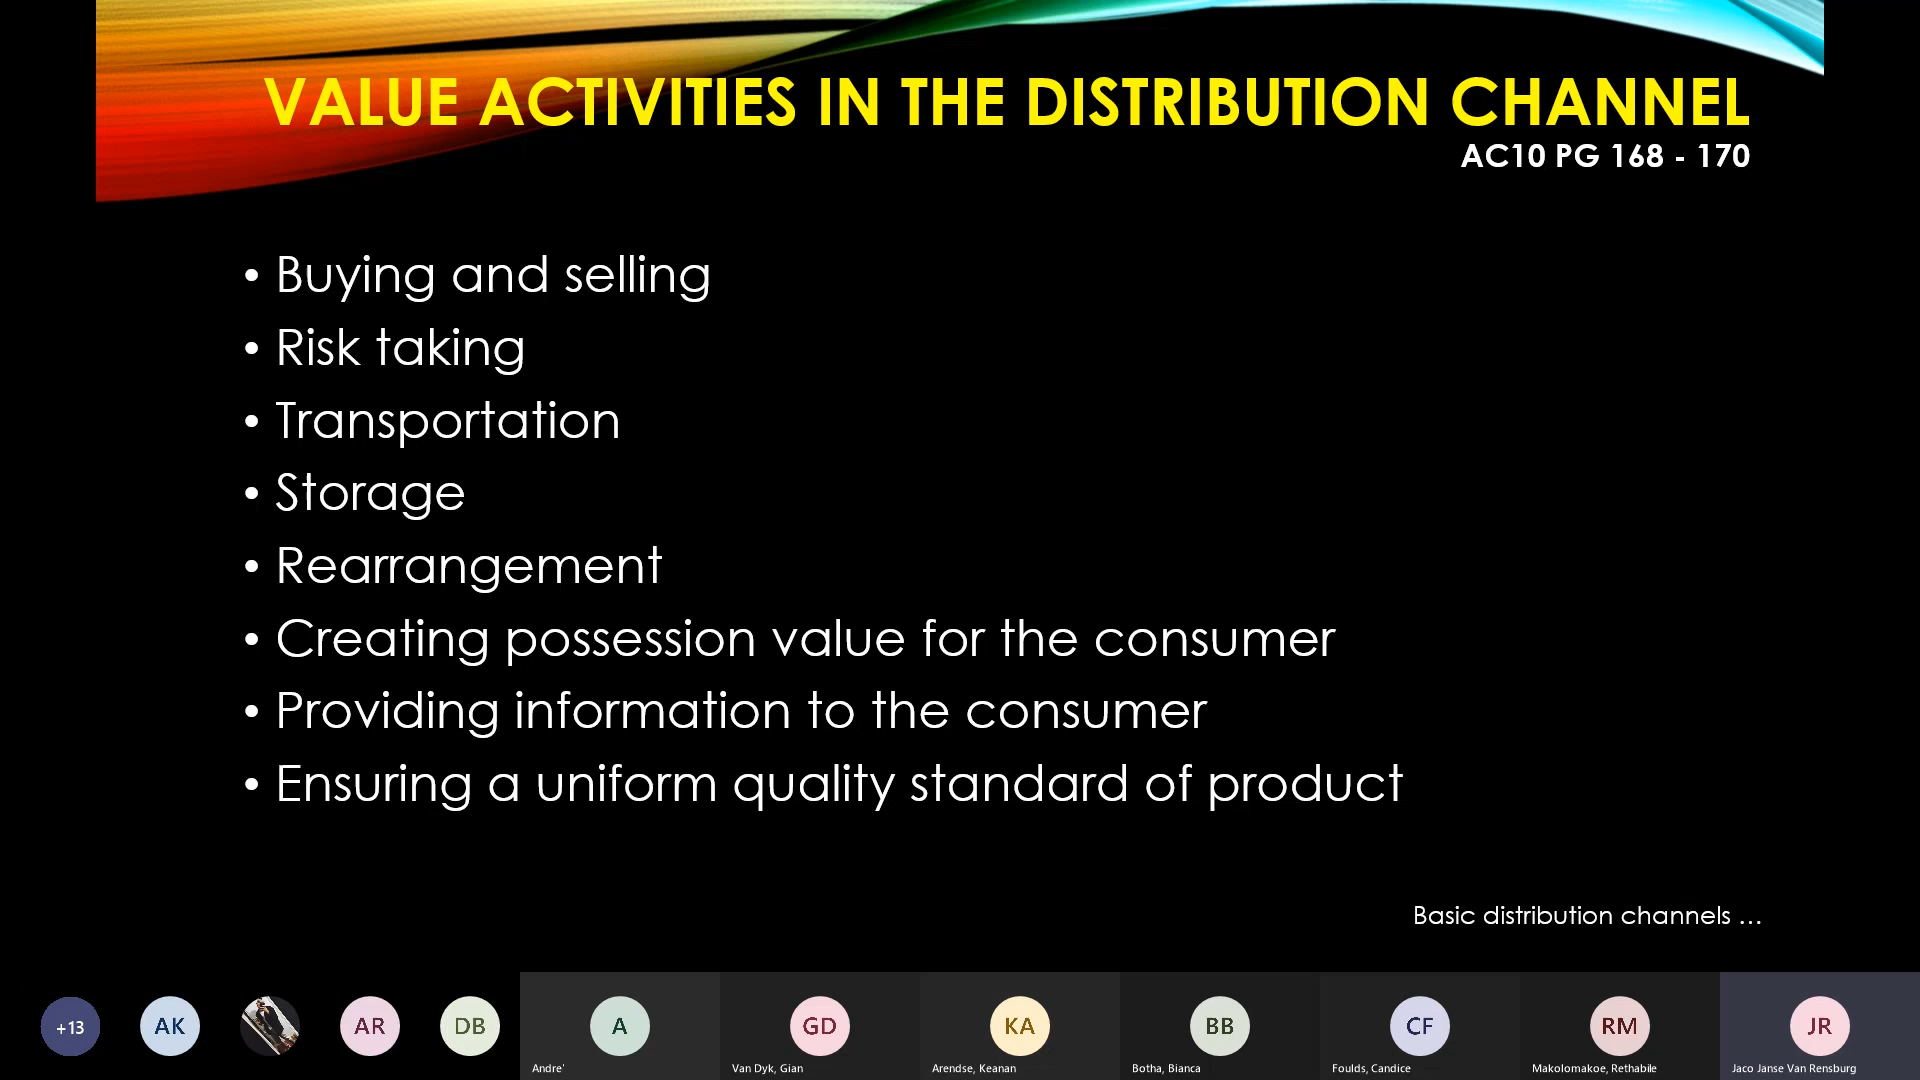 VALUE ACTIVITIES IN THE DISTRIBUTION CHANNEL
AC10 PG 168 - 170
• Buying and selling
• Risk taking
• Transportation
• Storage
• Rearrangement
• Creating possession value for the consumer
• Providing information to the consumer
• Ensuring a uniform quality standard of product
Basic distribution channels ...
+13 AK AR DB A GD KA BB CF RM JR
Andre' Van Dyk, Gian Arendse, Keanan Botha, Bianca Foulds, Candice Makolomakoe, Rethabile Jaco Janse Van Rensburg